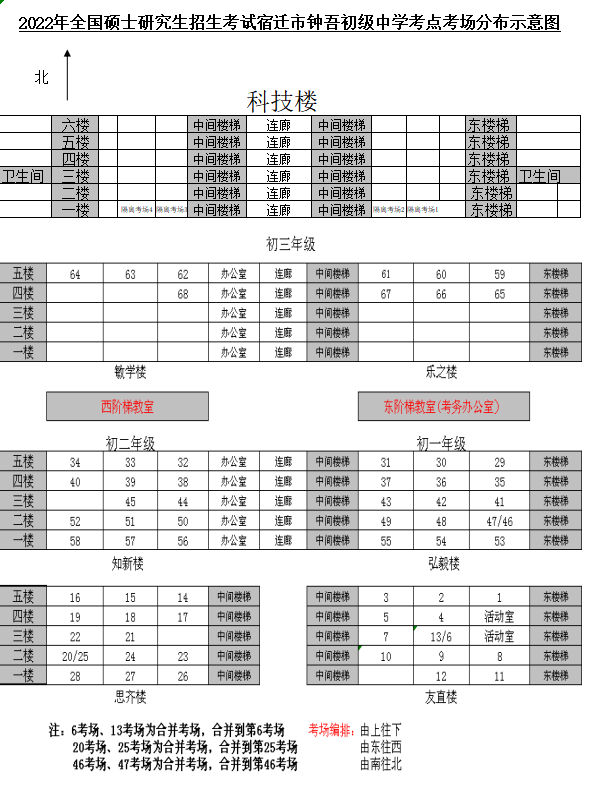 2022年全国硕士研究生招生考试宿迁市钟吾初级中学考点考场分布示意图
北
科技楼
六楼 中间楼梯 连廊 中间楼梯 东楼梯
五楼 中间楼梯 连廊 中间楼梯 东楼梯
四楼 中间楼梯 连廊 中间楼梯 东楼梯
卫生间 三楼 中间楼梯 连廊 中间楼梯 东楼梯 卫生间
二楼 中间楼梯 连廊 中间楼梯 东楼梯
一楼 隔离考场4 隔离考场3 中间楼梯 连廊 中间楼梯 隔离考场2 隔离考场1 东楼梯
初三年级
五楼 64 63 62 办公室 连廊 中间楼梯 61 60 59 东楼梯
四楼 68 办公室 连廊 中间楼梯 67 66 65 东楼梯
三楼 办公室 连廊 中间楼梯 东楼梯
二楼 办公室 连廊 中间楼梯 东楼梯
一楼 办公室 连廊 中间楼梯 东楼梯
敏学楼 乐之楼
西阶梯教室 东阶梯教室(考务办公室)
初二年级 初一年级
五楼 34 33 32 办公室 连廊 中间楼梯 31 30 29 东楼梯
四楼 40 39 38 办公室 连廊 中间楼梯 37 36 35 东楼梯
三楼 45 44 办公室 连廊 中间楼梯 43 42 41 东楼梯
二楼 52 51 50 办公室 连廊 中间楼梯 49 48 47/46 东楼梯
一楼 58 57 56 办公室 连廊 中间楼梯 55 54 53 东楼梯
知新楼 弘毅楼
五楼 16 15 14 中间楼梯 中间楼梯 3 2 1 东楼梯
四楼 19 18 17 中间楼梯 中间楼梯 5 4 活动室 东楼梯
三楼 22 21 中间楼梯 中间楼梯 7 13/6 活动室 东楼梯
二楼 20/25 24 23 中间楼梯 中间楼梯 10 9 8 东楼梯
一楼 28 27 26 中间楼梯 中间楼梯 12 11 东楼梯
思齐楼 友直楼
注：6考场、13考场为合并考场，合并到第6考场 考场编排：由上往下
20考场、25考场为合并考场，合并到第25考场 由东往西
46考场、47考场为合并考场，合并到第46考场 由南往北